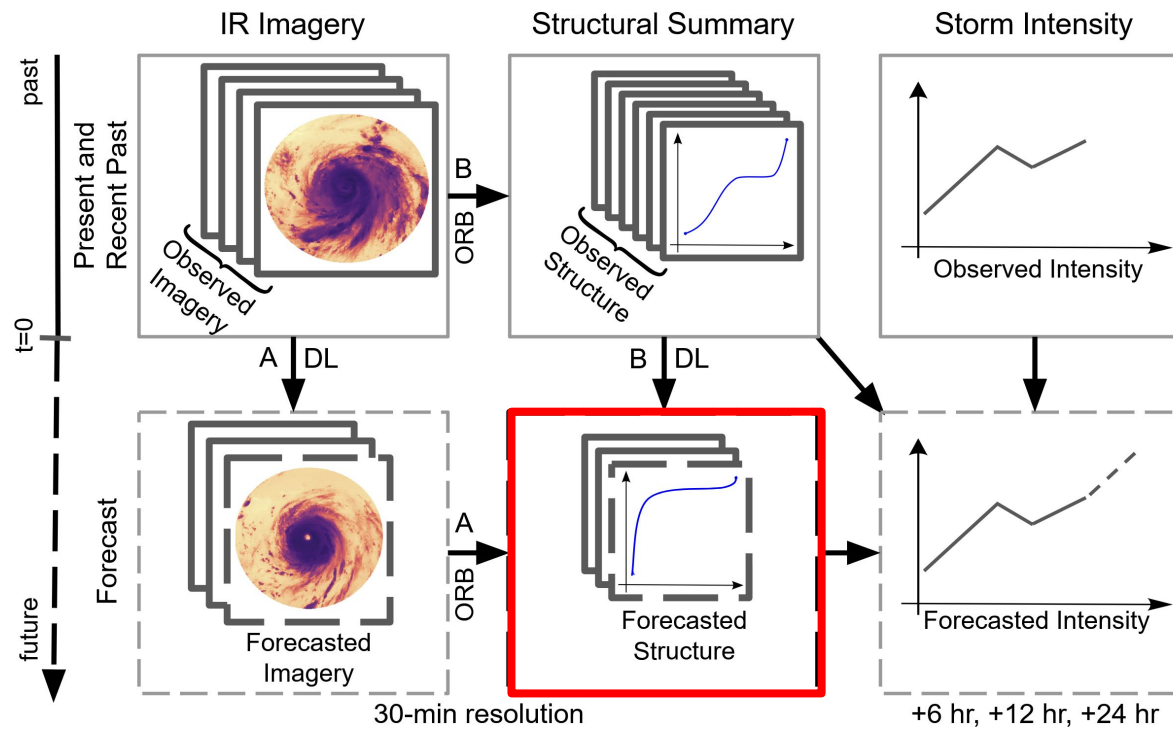 IR Imagery
Structural Summary
Storm Intensity
past
Present and
Recent Past
t=0
Observed
Imagery
B
ORB
Observed
Structure
Observed Intensity
A DL
B DL
Forecast
future
Forecasted
Imagery
A
ORB
Forecasted
Structure
Forecasted Intensity
30-min resolution
+6 hr, +12 hr, +24 hr